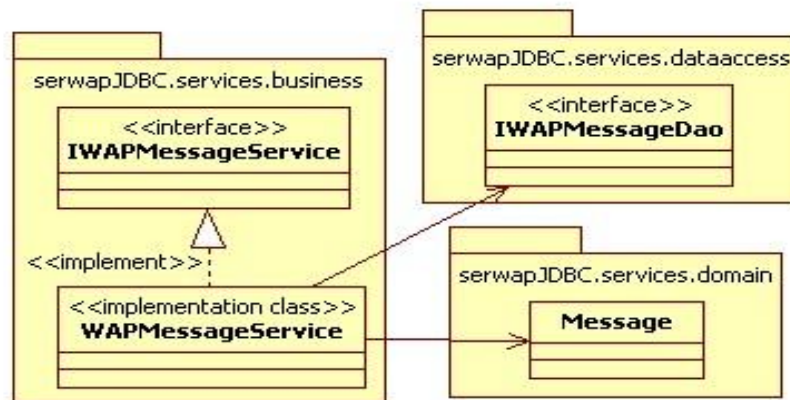 serwapJDBC.services.business
<<interface>>
IWAPMessageService
<<implement>>
<<implementation class>>
WAPMessageService
serwapJDBC.services.dataaccess
<<interface>>
IWAPMessageDao
serwapJDBC.services.domain
Message